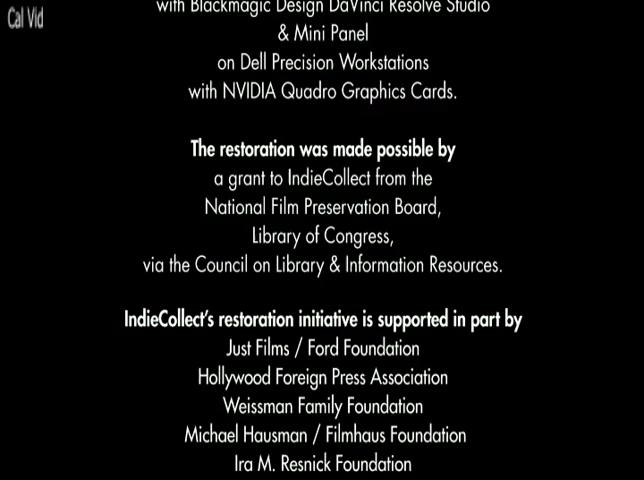 Cal Vid
with Blackmagic Design DaVinci Resolve Studio
& Mini Panel
on Dell Precision Workstations
with NVIDIA Quadro Graphics Cards.
The restoration was made possible by
a grant to IndieCollect from the
National Film Preservation Board,
Library of Congress,
via the Council on Library & Information Resources.
IndieCollect's restoration initiative is supported in part by
Just Films / Ford Foundation
Hollywood Foreign Press Association
Weissman Family Foundation
Michael Hausman / Filmhaus Foundation
Ira M. Resnick Foundation